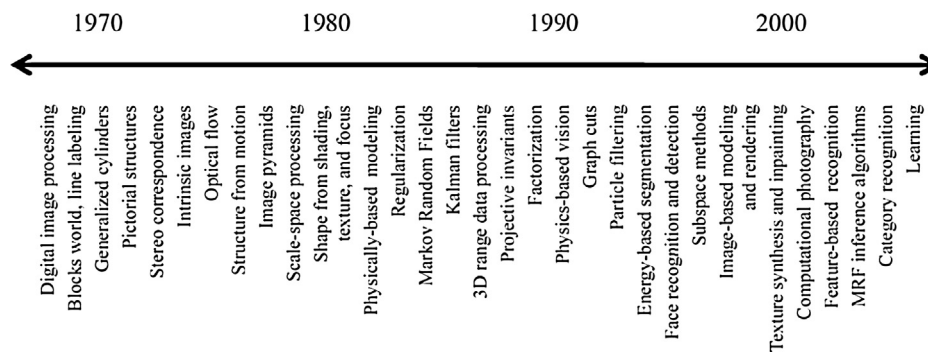 1970 1980 1990 2000
Digital image processing
Blocks world, line labeling
Generalized cylinders
Pictorial structures
Stereo correspondence
Intrinsic images
Optical flow
Structure from motion
Image pyramids
Scale-space processing
Shape from shading,
texture, and focus
Physically-based modeling
Regularization
Markov Random Fields
Kalman filters
3D range data processing
Projective invariants
Factorization
Physics-based vision
Graph cuts
Particle filtering
Energy-based segmentation
Face recognition and detection
Subspace methods
Image-based modeling
and rendering
Texture synthesis and inpainting
Computational photography
Feature-based recognition
MRF inference algorithms
Category recognition
Learning